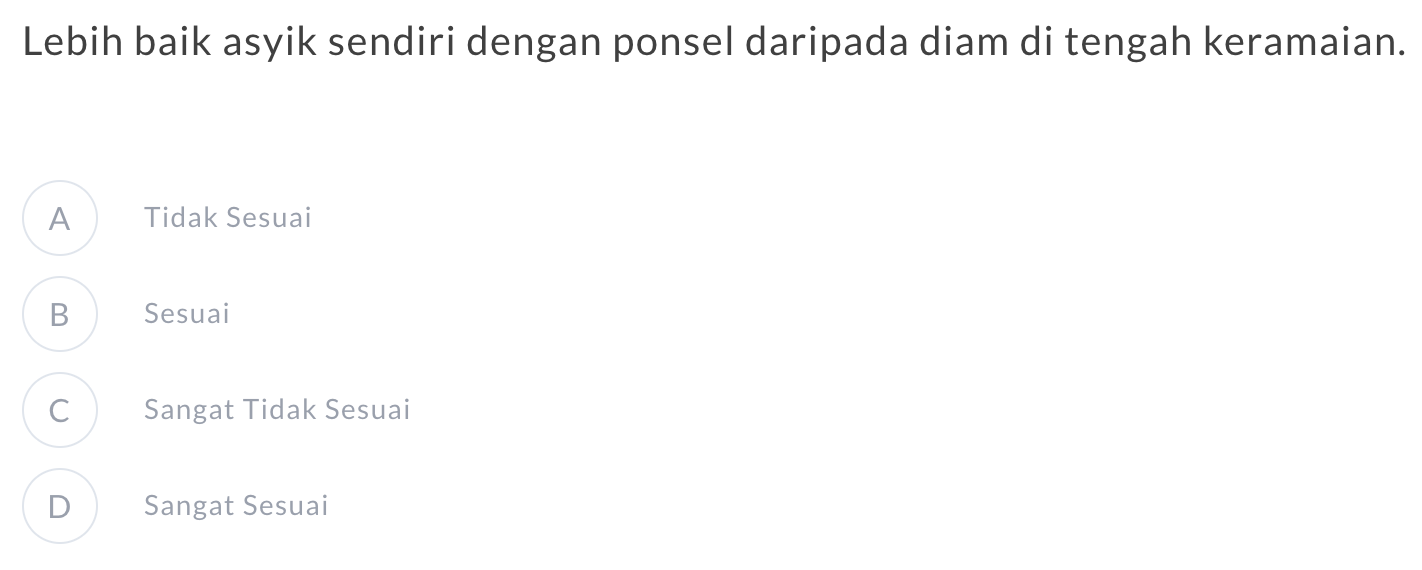 Lebih baik asyik sendiri dengan ponsel daripada diam di tengah keramaian.
A Tidak Sesuai
B Sesuai
C Sangat Tidak Sesuai
D Sangat Sesuai